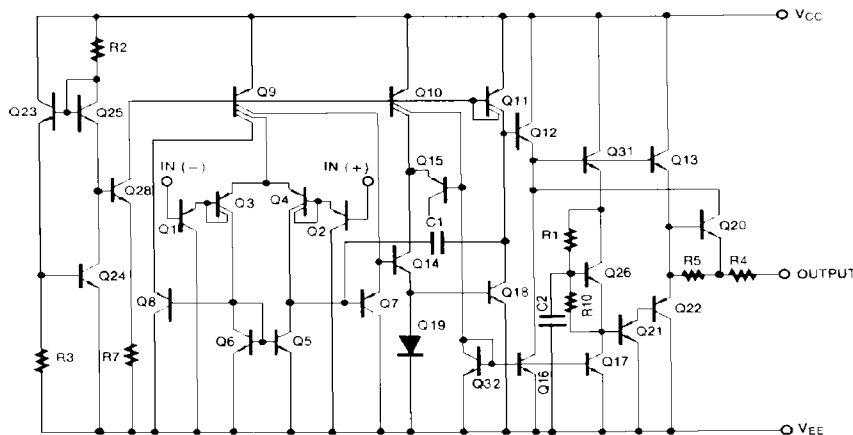 VCC
R2
Q9
Q10
Q11
Q23
Q25
Q12
Q15
Q31
Q13
IN (−)
IN (+)
Q28
Q3
Q4
Q20
Q1
Q2
C1
R1
Q14
Q26
R5
R4
OUTPUT
Q24
Q8
Q7
Q18
C2
R10
Q22
Q21
Q19
Q6
Q5
R3
R7
Q32
Q16
Q17
VEE